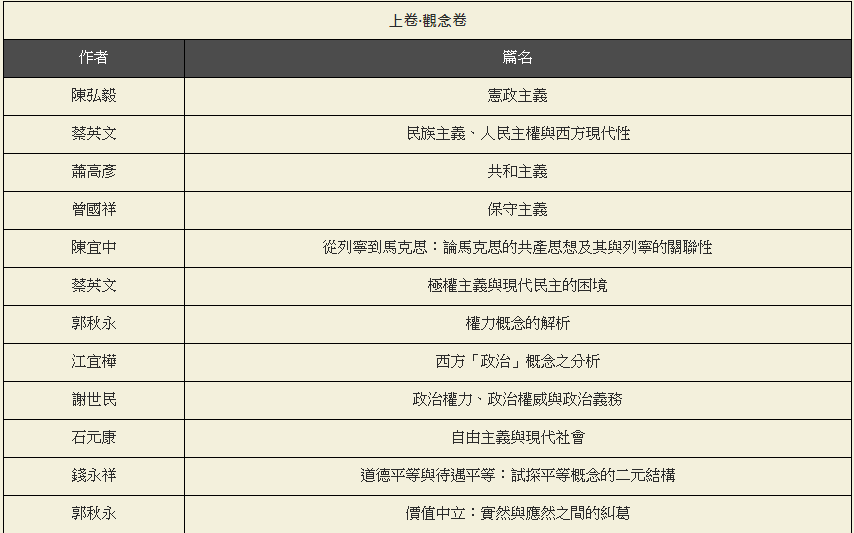 上卷·觀念卷
作者 篇名
陳弘毅 憲政主義
蔡英文 民族主義、人民主權與西方現代性
蕭高彥 共和主義
曾國祥 保守主義
陳宜中 從列寧到馬克思：論馬克思的共產思想及其與列寧的關聯性
蔡英文 極權主義與現代民主的困境
郭秋永 權力概念的解析
江宜樺 西方「政治」概念之分析
謝世民 政治權力、政治權威與政治義務
石元康 自由主義與現代社會
錢永祥 道德平等與待遇平等：試探平等概念的二元結構
郭秋永 價值中立：實然與應然之間的糾葛